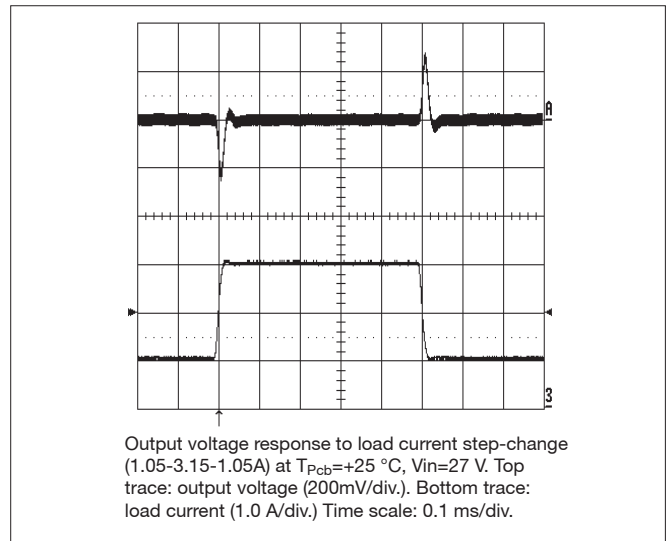 A
3
Output voltage response to load current step-change
(1.05-3.15-1.05A) at TPcb=+25 °C, Vin=27 V. Top
trace: output voltage (200mV/div.). Bottom trace:
load current (1.0 A/div.) Time scale: 0.1 ms/div.